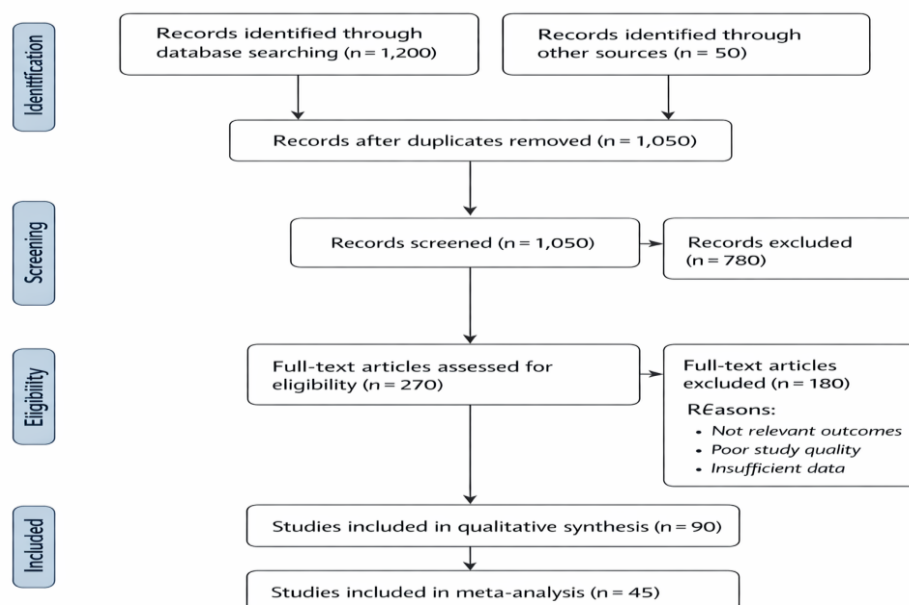 Identification
Records identified through
database searching (n = 1,200)
Records identified through
other sources (n = 50)
Records after duplicates removed (n = 1,050)
Screening
Records screened (n = 1,050)
Records excluded
(n = 780)
Eligibility
Full-text articles assessed for
eligibility (n = 270)
Full-text articles
excluded (n = 180)
REasons:
• Not relevant outcomes
• Poor study quality
• Insufficient data
Included
Studies included in qualitative synthesis (n = 90)
Studies included in meta-analysis (n = 45)